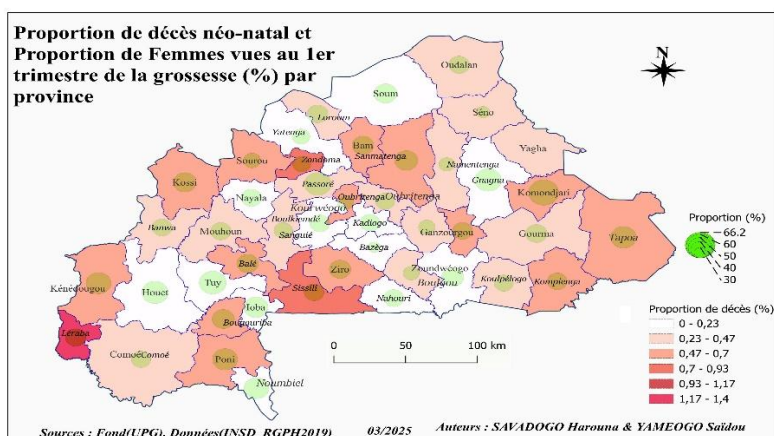 Proportion de décès néo-natal et
Proportion de Femmes vues au 1er
trimestre de la grossesse (%) par
province
N
Oudalan
Soum
Loroum
Séno
Yatenga
Bam
Sanmatenga
Yagha
Sourou
Zondoma
Namentenga
Gnagna
Kossi
Passoré
Komondjari
Nayala
Kourwéogo
Oubritenga
Oubritenga
Banwa
Mouhoun
Boulkiemdé
Kadiogo
Ganzourgou
Gourma
Tapoa
Sanguié
Bazèga
Kénédougou
Balé
Ziro
Zoundwéogo
Koulpélogo
Kompienga
Boulgou
Houet
Tuy
Sissili
Nahouri
Ioba
Bougouriba
Leraba
Comoé
Comoé
Poni
Noumbiel
0 50 100 km
Proportion (%)
66.2
60
50
40
30
Proportion de décès (%)
0 - 0,23
0,23 - 0,47
0,47 - 0,7
0,7 - 0,93
0,93 - 1,17
1,17 - 1,4
Sources : Fond(UPG), Données(INSD_RGPH2019) 03/2025 Auteurs : SAVADOGO Harouna & YAMEOGO Saïdou